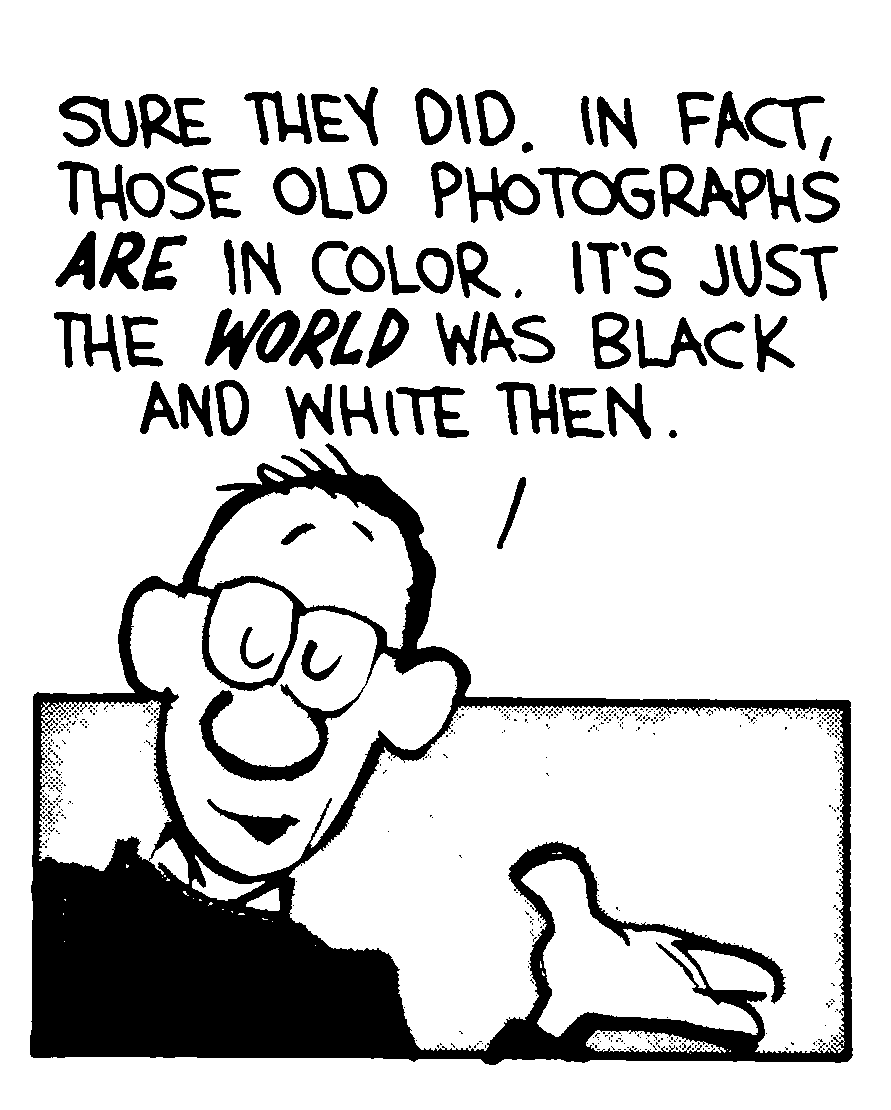 SURE THEY DID. IN FACT,
THOSE OLD PHOTOGRAPHS
ARE IN COLOR. IT'S JUST
THE WORLD WAS BLACK
AND WHITE THEN.